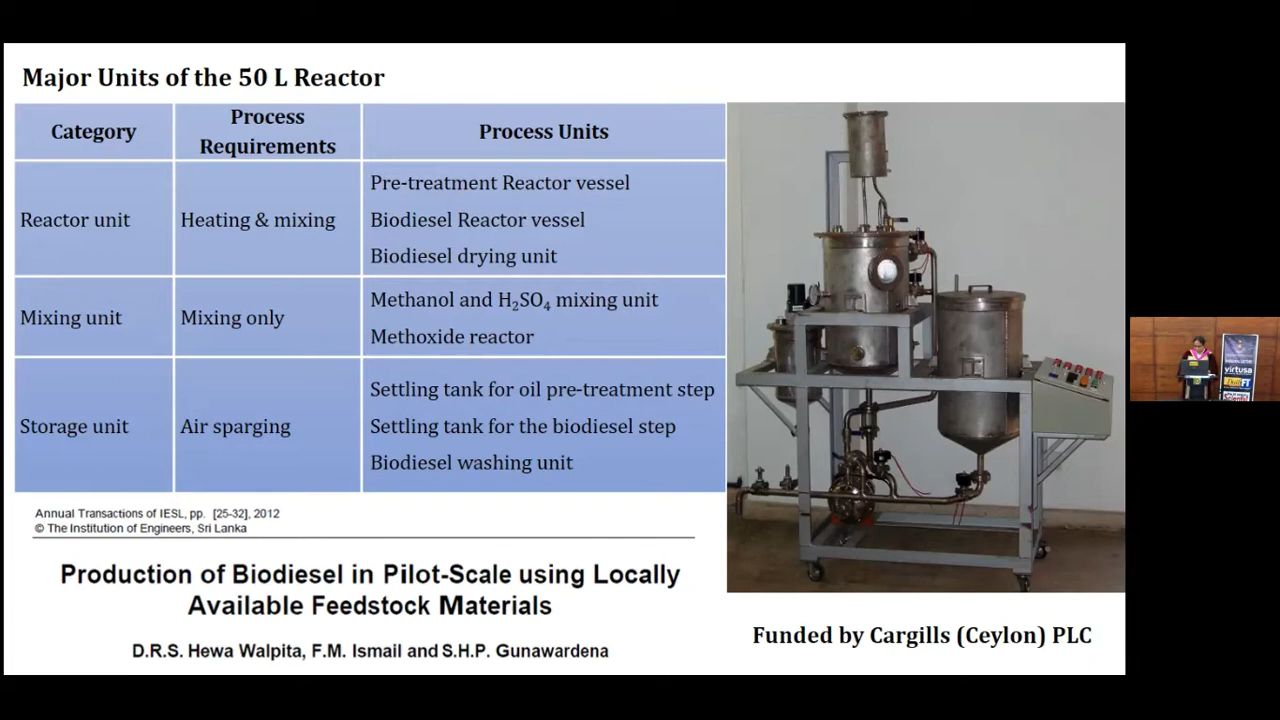 Major Units of the 50 L Reactor
Category
Process
Requirements
Process Units
Reactor unit
Heating & mixing
Pre-treatment Reactor vessel
Biodiesel Reactor vessel
Biodiesel drying unit
Mixing unit
Mixing only
Methanol and H₂SO₄ mixing unit
Methoxide reactor
Storage unit
Air sparging
Settling tank for oil pre-treatment step
Settling tank for the biodiesel step
Biodiesel washing unit
Annual Transactions of IESL, pp. [25-32], 2012
© The Institution of Engineers, Sri Lanka
Production of Biodiesel in Pilot-Scale using Locally
Available Feedstock Materials
D.R.S. Hewa Walpita, F.M. Ismail and S.H.P. Gunawardena
Funded by Cargills (Ceylon) PLC
virtusa